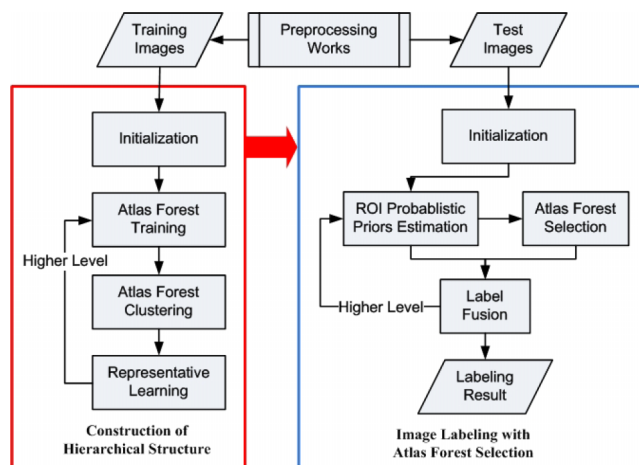 Training
Images
Preprocessing
Works
Test
Images
Initialization
Atlas Forest
Training
Higher Level
Atlas Forest
Clustering
Representative
Learning
Construction of
Hierarchical Structure
Initialization
ROI Probablistic
Priors Estimation
Atlas Forest
Selection
Higher Level
Label
Fusion
Labeling
Result
Image Labeling with
Atlas Forest Selection